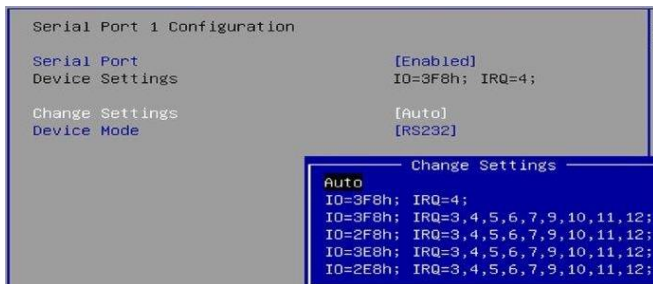 Serial Port 1 Configuration
Serial Port [Enabled]
Device Settings IO=3F8h; IRQ=4;
Change Settings [Auto]
Device Mode [RS232]
Change Settings
Auto
IO=3F8h; IRQ=4;
IO=3F8h; IRQ=3,4,5,6,7,9,10,11,12;
IO=2F8h; IRQ=3,4,5,6,7,9,10,11,12;
IO=3E8h; IRQ=3,4,5,6,7,9,10,11,12;
IO=2E8h; IRQ=3,4,5,6,7,9,10,11,12;